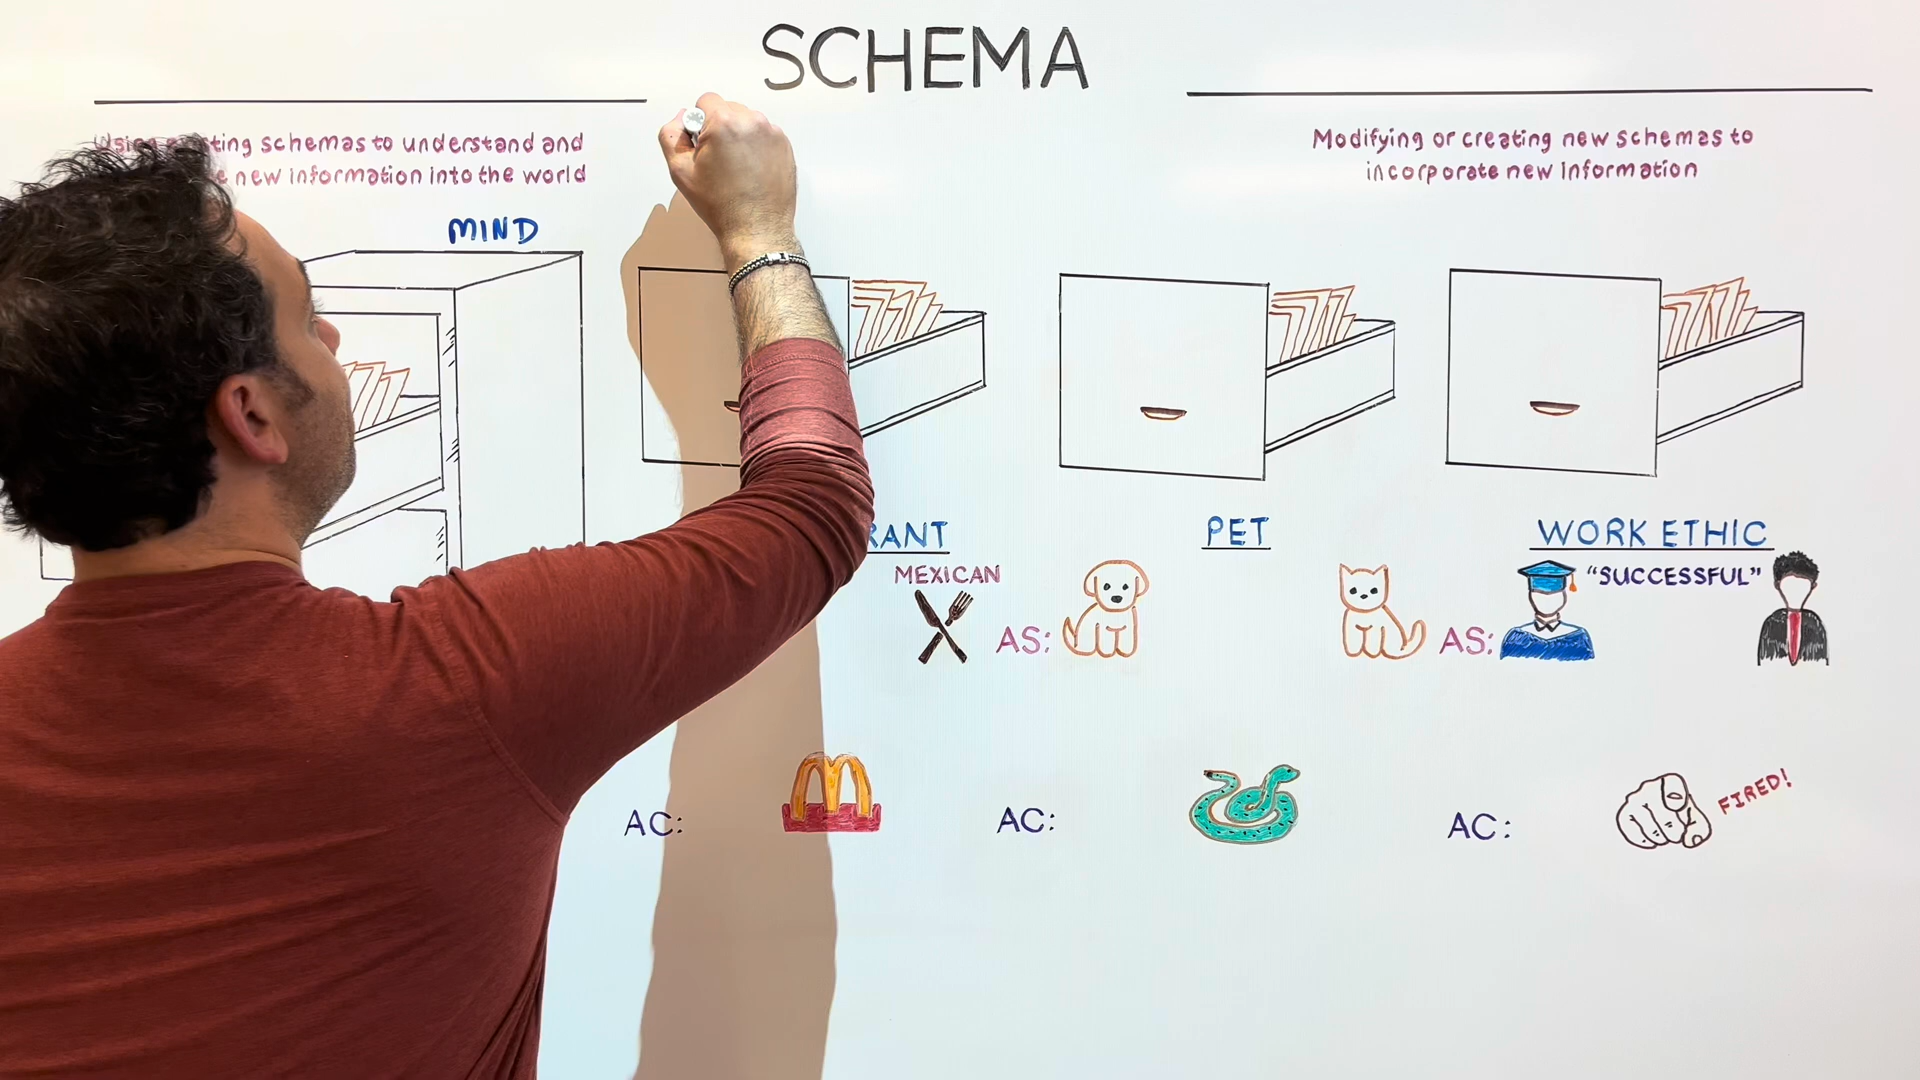 SCHEMA
Using existing schemas to understand and
new information into the world
Modifying or creating new schemas to
incorporate new information
MIND
PET
WORK ETHIC
MEXICAN
"SUCCESSFUL"
AS:
AS:
AC:
AC:
AC:
FIRED!